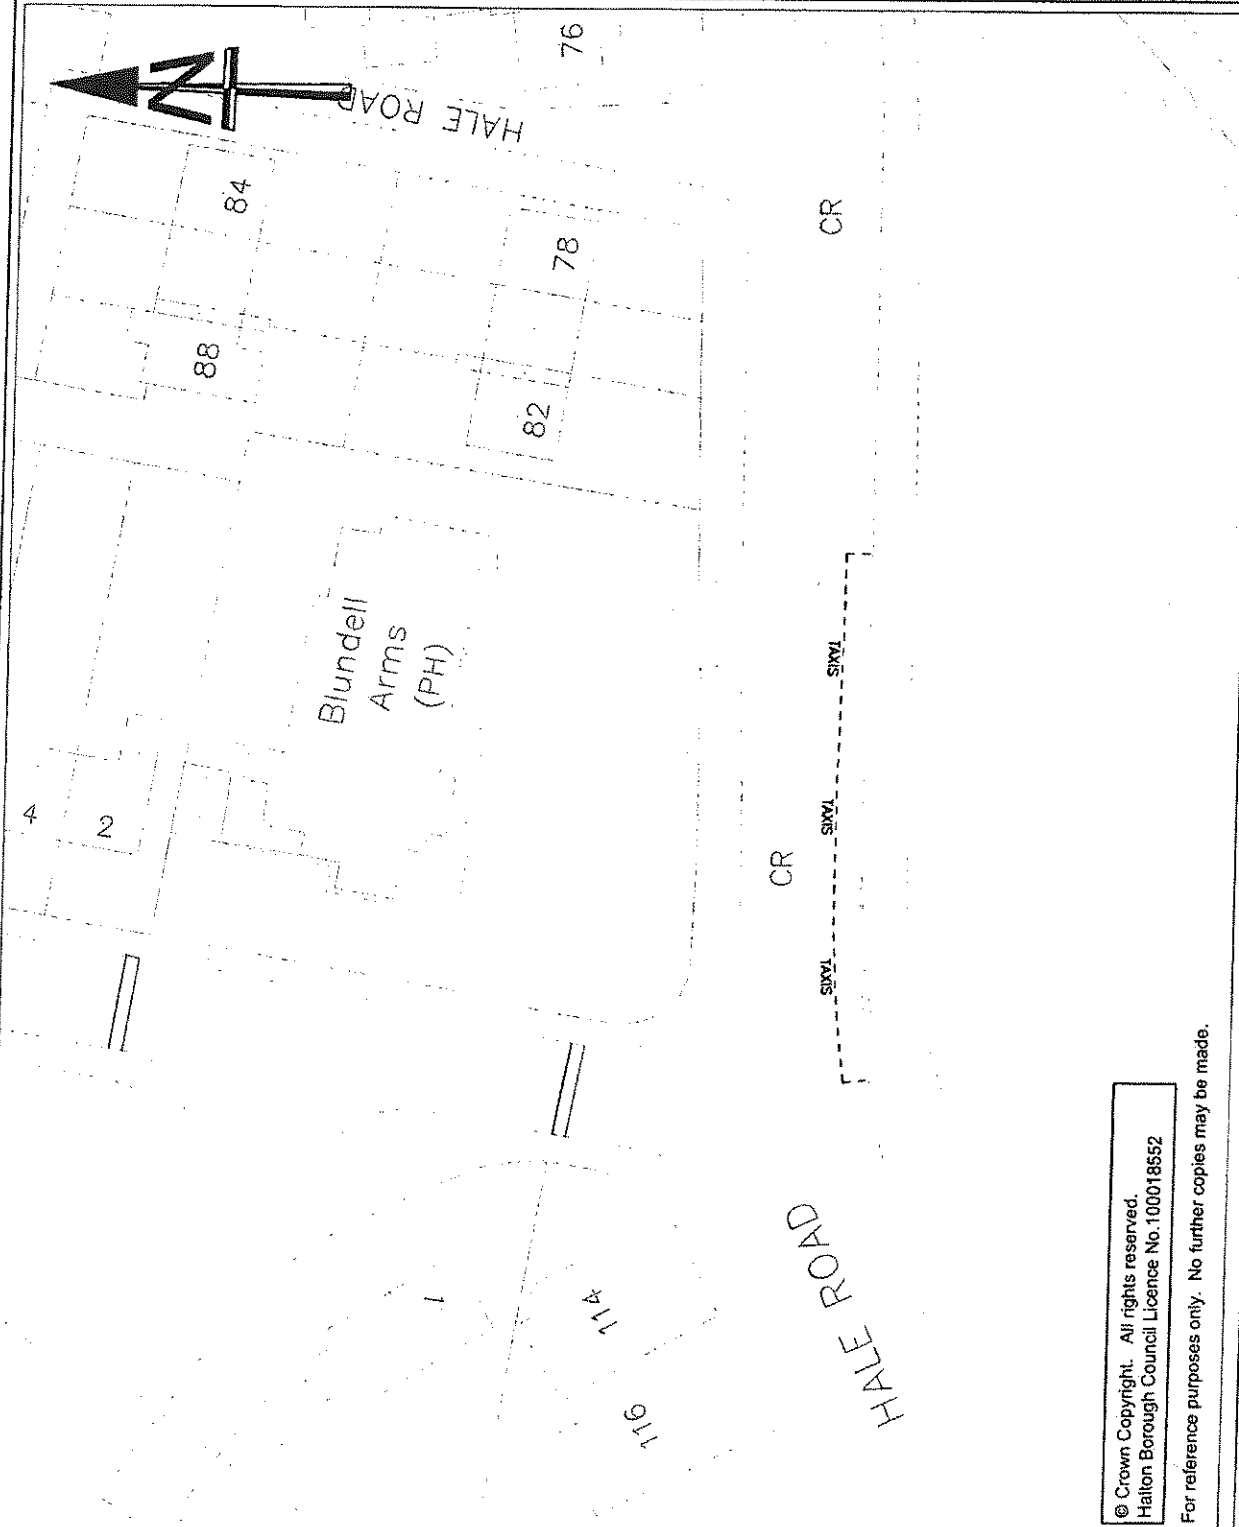 N
HALE ROAD
76
84
78
88
82
CR
Blundell
Arms
(PH)
4
2
TAXIS
TAXIS
TAXIS
CR
1
114
116
HALE ROAD
© Crown Copyright. All rights reserved.
Halton Borough Council Licence No.100018552
For reference purposes only. No further copies may be made.